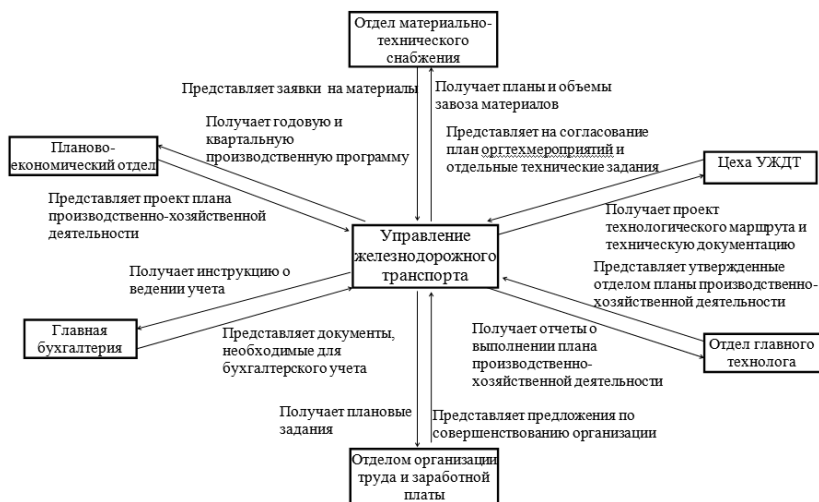 Отдел материально-
технического
снабжения
Представляет заявки на материалы
Получает планы и объемы
завоза материалов
Получает годовую и
квартальную
производственную программу
Представляет на согласование
план оргтехмероприятий и
отдельные технические задания
Планово-
економический отдел
Цеха УЖДТ
Представляет проект плана
производственно-хозяйственной
деятельности
Получает проект
технологического маршрута и
техническую документацию
Управление
железнодорожного
транспорта
Получает инструкцию о
ведении учета
Представляет утвержденные
отделом планы производственно-
хозяйственной деятельности
Главная
бухгалтерия
Представляет документы,
необходимые для
бухгалтерского учета
Получает отчеты о
выполнении плана
производственно-
хозяйственной деятельности
Отдел главного
технолога
Получает плановые
задания
Представляет предложения по
совершенствованию организации
Отделом организации
труда и заработной
платы